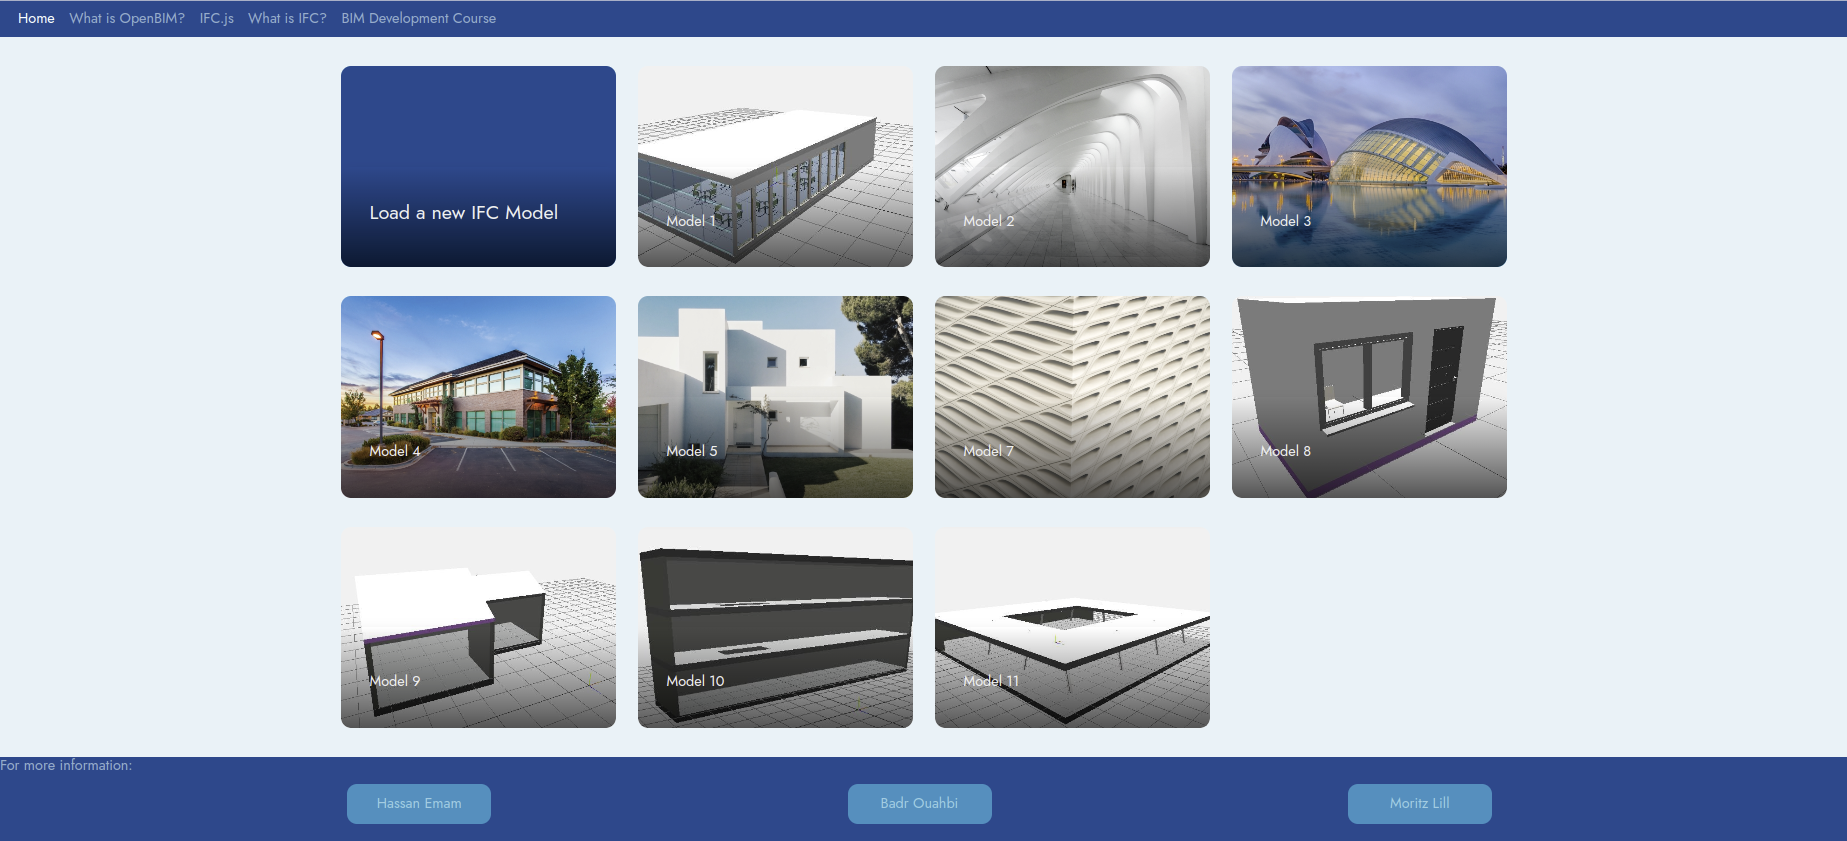 Home What is OpenBIM? IFC.js What is IFC? BIM Development Course
Load a new IFC Model
Model 1
Model 2
Model 3
Model 4
Model 5
Model 7
Model 8
Model 9
Model 10
Model 11
For more information:
Hassan Emam
Badr Ouahbi
Moritz Lill